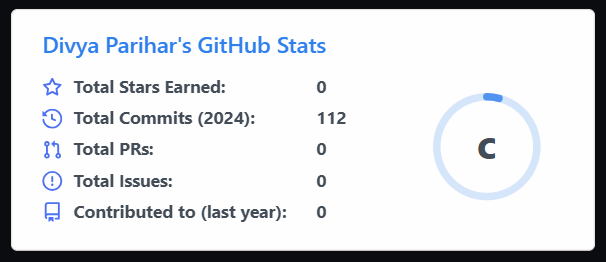 Divya Parihar's GitHub Stats
Total Stars Earned: 0
Total Commits (2024): 112
Total PRs: 0
Total Issues: 0
Contributed to (last year): 0
C